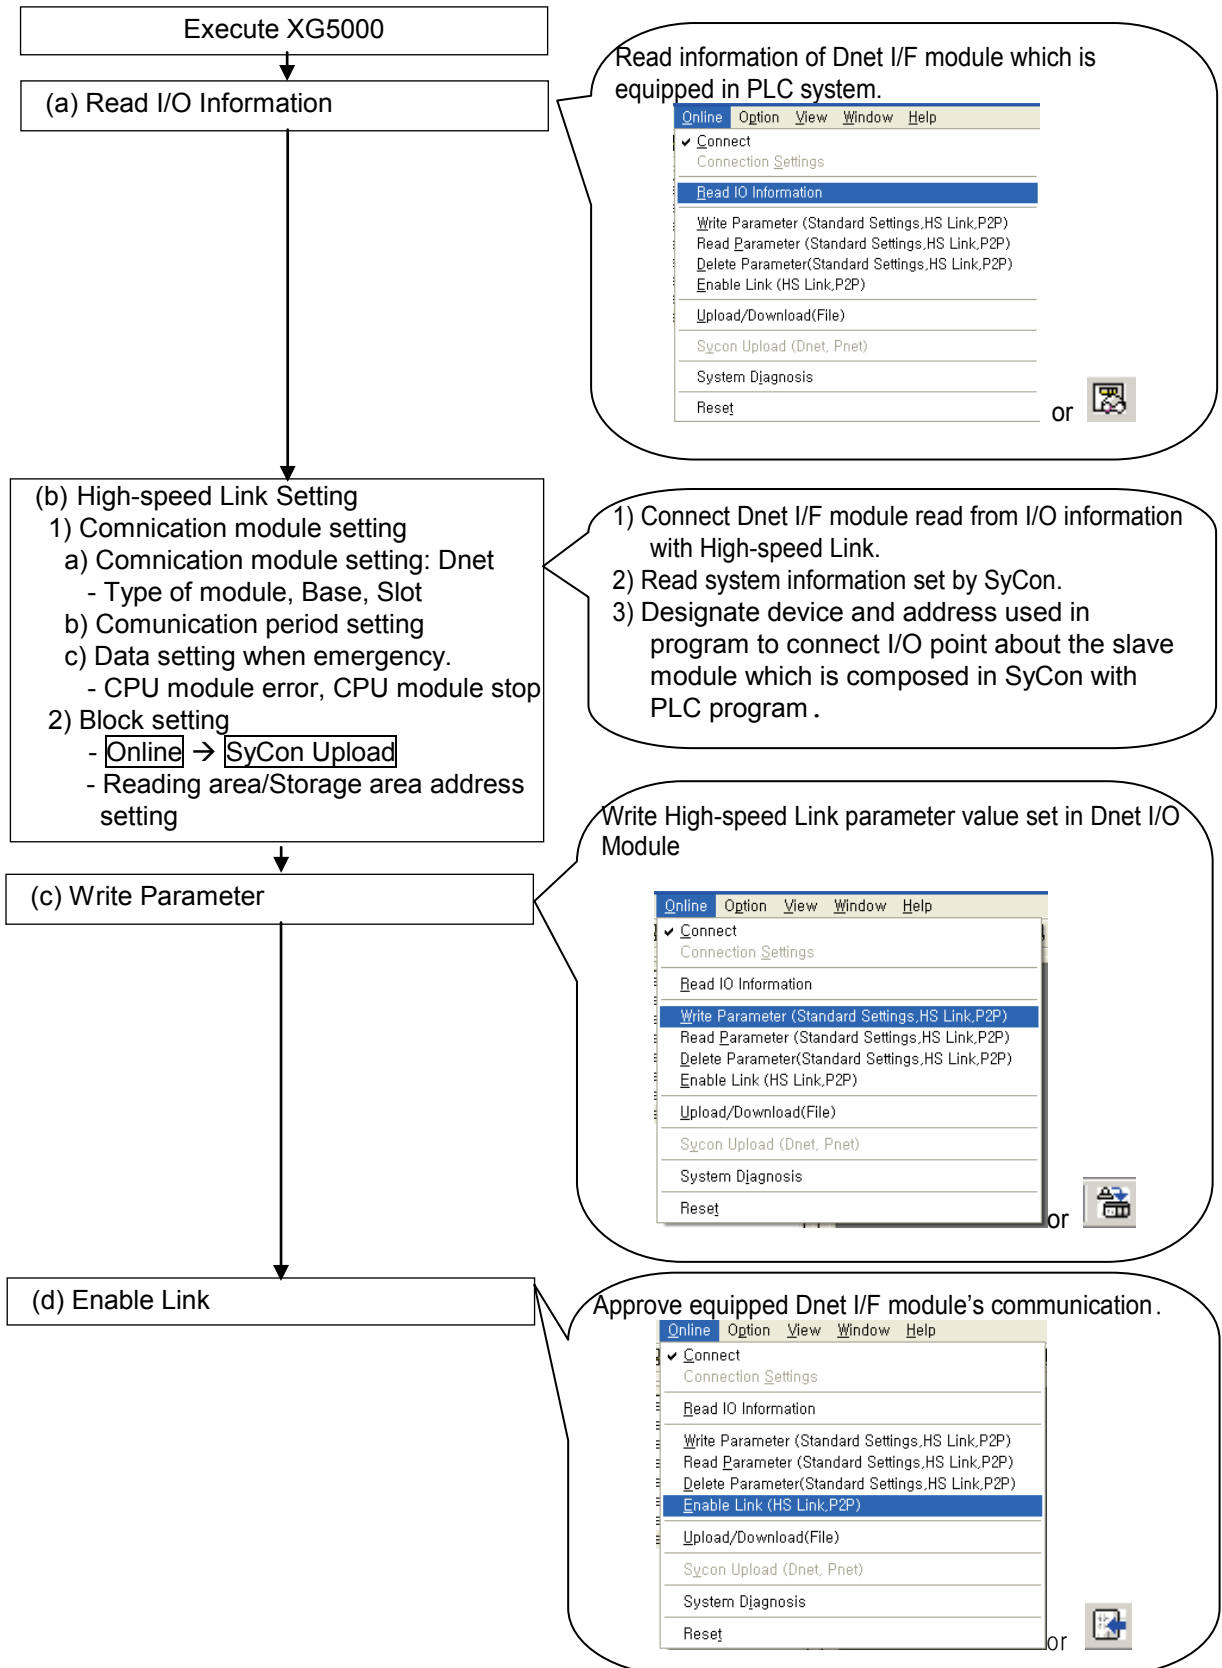 Execute XG5000
(a) Read I/O Information
Read information of Dnet I/F module which is
equipped in PLC system.
Online Option View Window Help
Connect
Connection Settings
Read IO Information
Write Parameter (Standard Settings,HS Link,P2P)
Read Parameter (Standard Settings,HS Link,P2P)
Delete Parameter(Standard Settings,HS Link,P2P)
Enable Link (HS Link,P2P)
Upload/Download(File)
Sycon Upload (Dnet, Pnet)
System Diagnosis
Reset
or
(b) High-speed Link Setting
1) Comnication module setting
a) Comnication module setting: Dnet
- Type of module, Base, Slot
b) Comunication period setting
c) Data setting when emergency.
- CPU module error, CPU module stop
2) Block setting
- Online → SyCon Upload
- Reading area/Storage area address
setting
1) Connect Dnet I/F module read from I/O information
with High-speed Link.
2) Read system information set by SyCon.
3) Designate device and address used in
program to connect I/O point about the slave
module which is composed in SyCon with
PLC program.
(c) Write Parameter
Write High-speed Link parameter value set in Dnet I/O
Module
Online Option View Window Help
Connect
Connection Settings
Read IO Information
Write Parameter (Standard Settings,HS Link,P2P)
Read Parameter (Standard Settings,HS Link,P2P)
Delete Parameter(Standard Settings,HS Link,P2P)
Enable Link (HS Link,P2P)
Upload/Download(File)
Sycon Upload (Dnet, Pnet)
System Diagnosis
Reset
or
(d) Enable Link
Approve equipped Dnet I/F module’s communication.
Online Option View Window Help
Connect
Connection Settings
Read IO Information
Write Parameter (Standard Settings,HS Link,P2P)
Read Parameter (Standard Settings,HS Link,P2P)
Delete Parameter(Standard Settings,HS Link,P2P)
Enable Link (HS Link,P2P)
Upload/Download(File)
Sycon Upload (Dnet, Pnet)
System Diagnosis
Reset
or